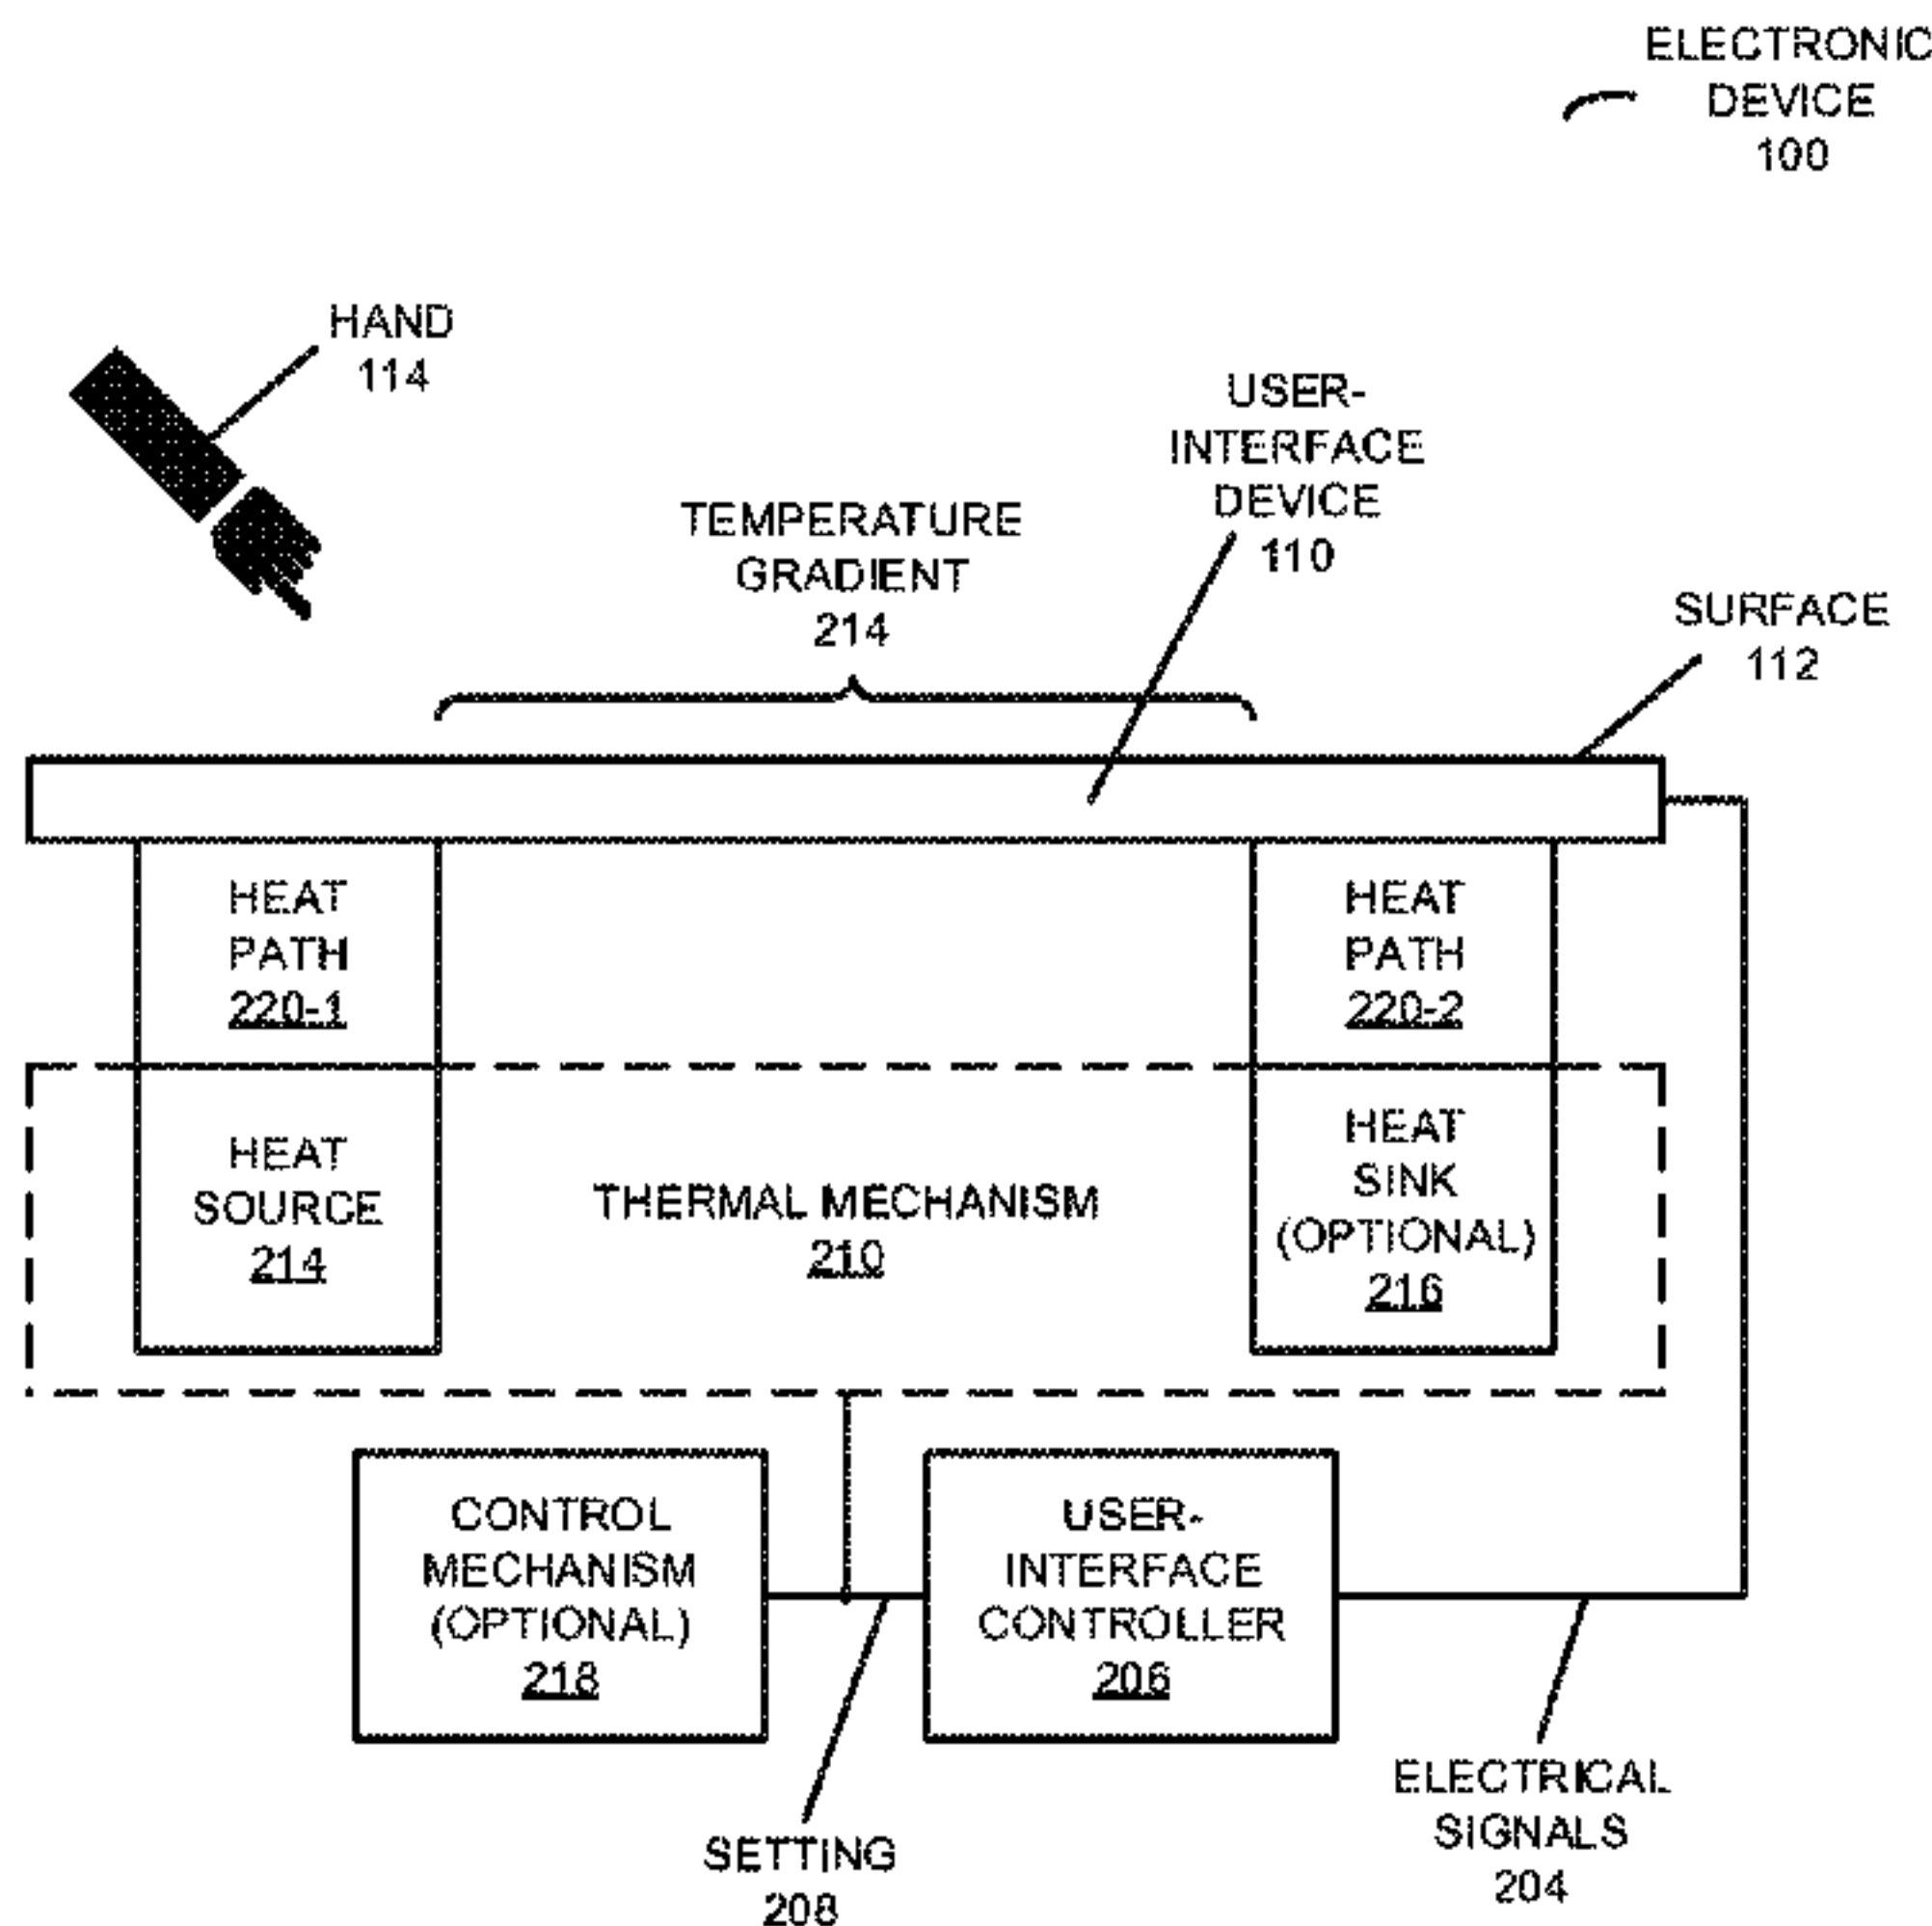 ELECTRONIC
DEVICE
100
HAND
114
USER-
INTERFACE
DEVICE
110
TEMPERATURE
GRADIENT
214
SURFACE
112
HEAT
PATH
220-1
HEAT
PATH
220-2
HEAT
SOURCE
214
THERMAL MECHANISM
210
HEAT
SINK
(OPTIONAL)
216
CONTROL
MECHANISM
(OPTIONAL)
218
USER-
INTERFACE
CONTROLLER
206
SETTING
208
ELECTRICAL
SIGNALS
204